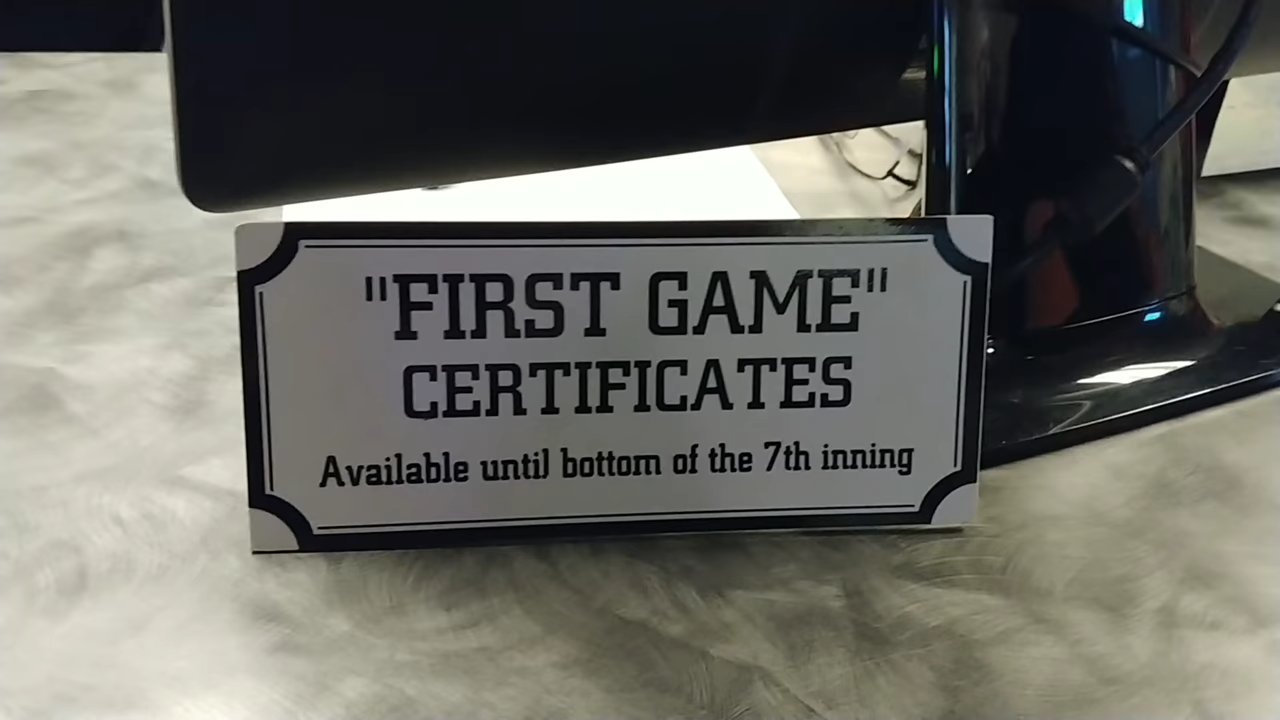 "FIRST GAME"
CERTIFICATES
Available until bottom of the 7th inning